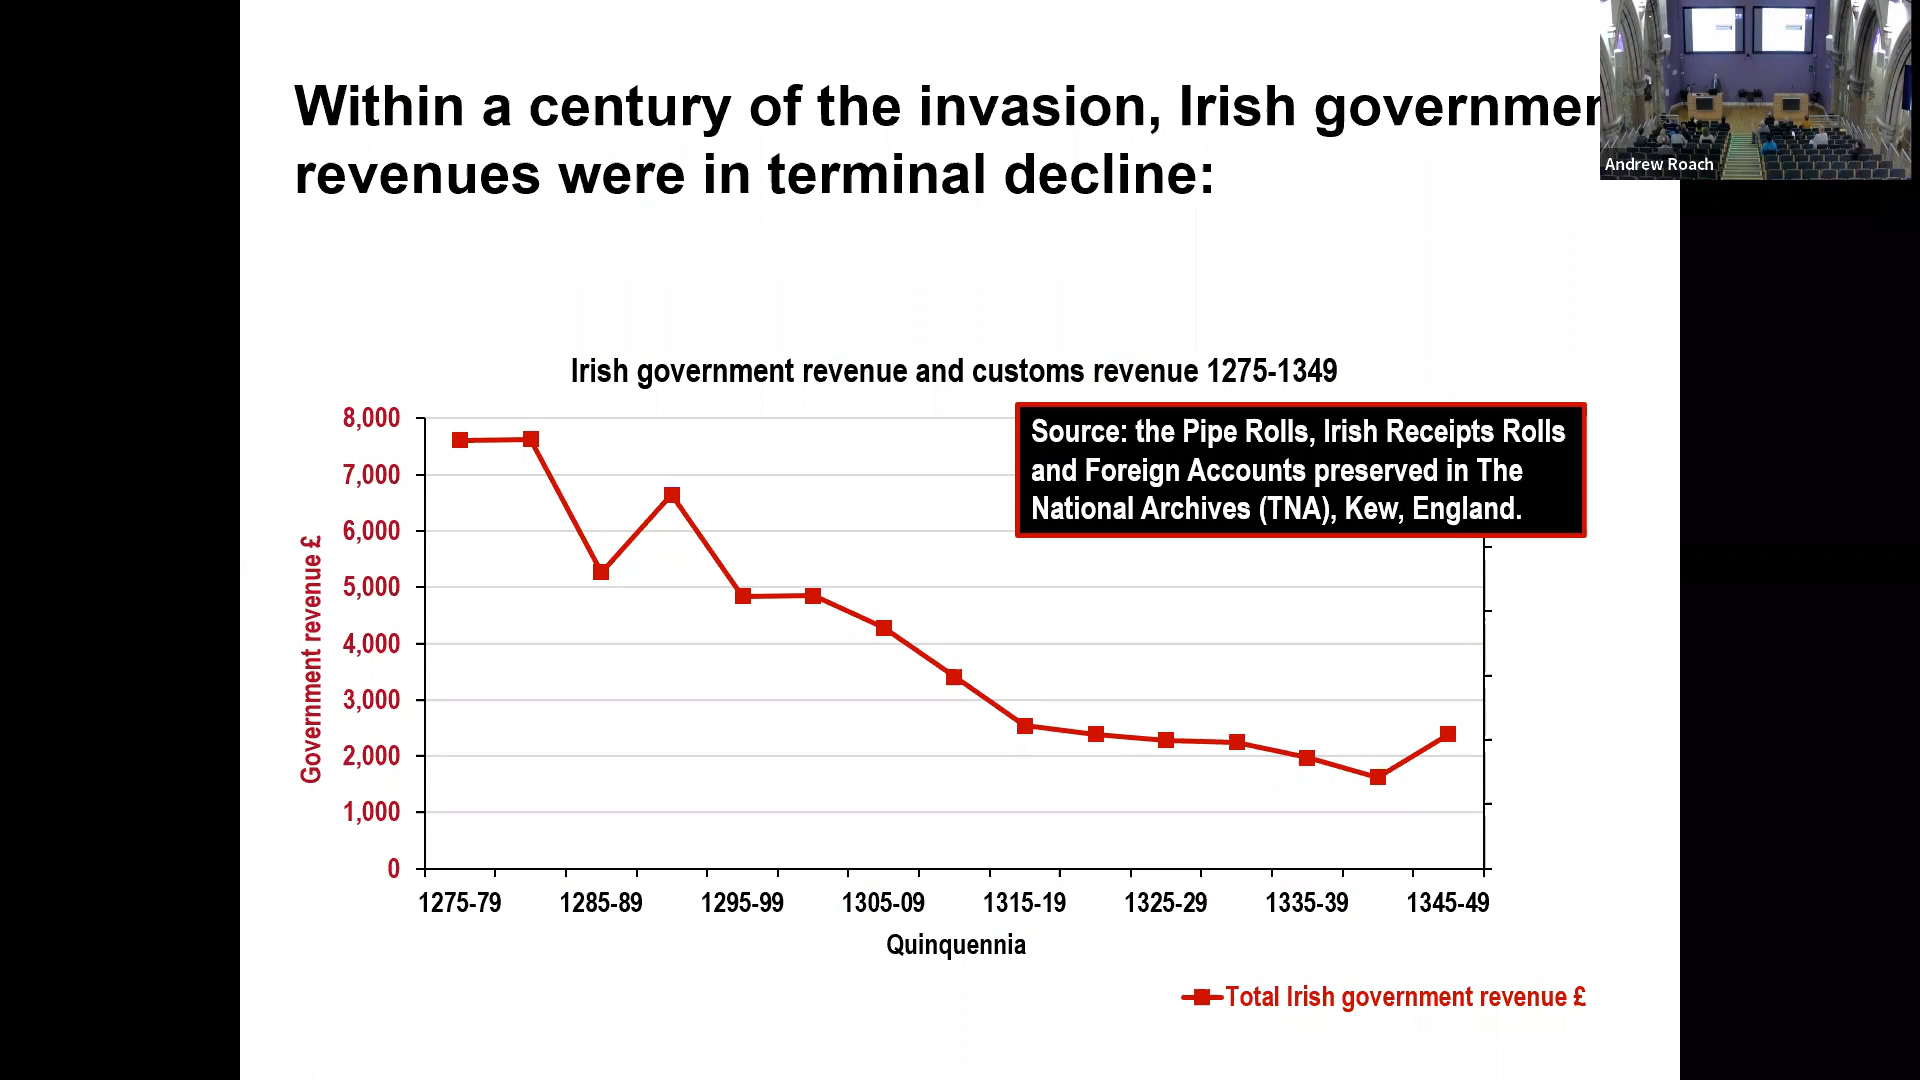 Within a century of the invasion, Irish governmen
revenues were in terminal decline:
Andrew Roach
Irish government revenue and customs revenue 1275-1349
Source: the Pipe Rolls, Irish Receipts Rolls
and Foreign Accounts preserved in The
National Archives (TNA), Kew, England.
Government revenue £
8,000
7,000
6,000
5,000
4,000
3,000
2,000
1,000
0
1275-79 1285-89 1295-99 1305-09 1315-19 1325-29 1335-39 1345-49
Quinquennia
Total Irish government revenue £